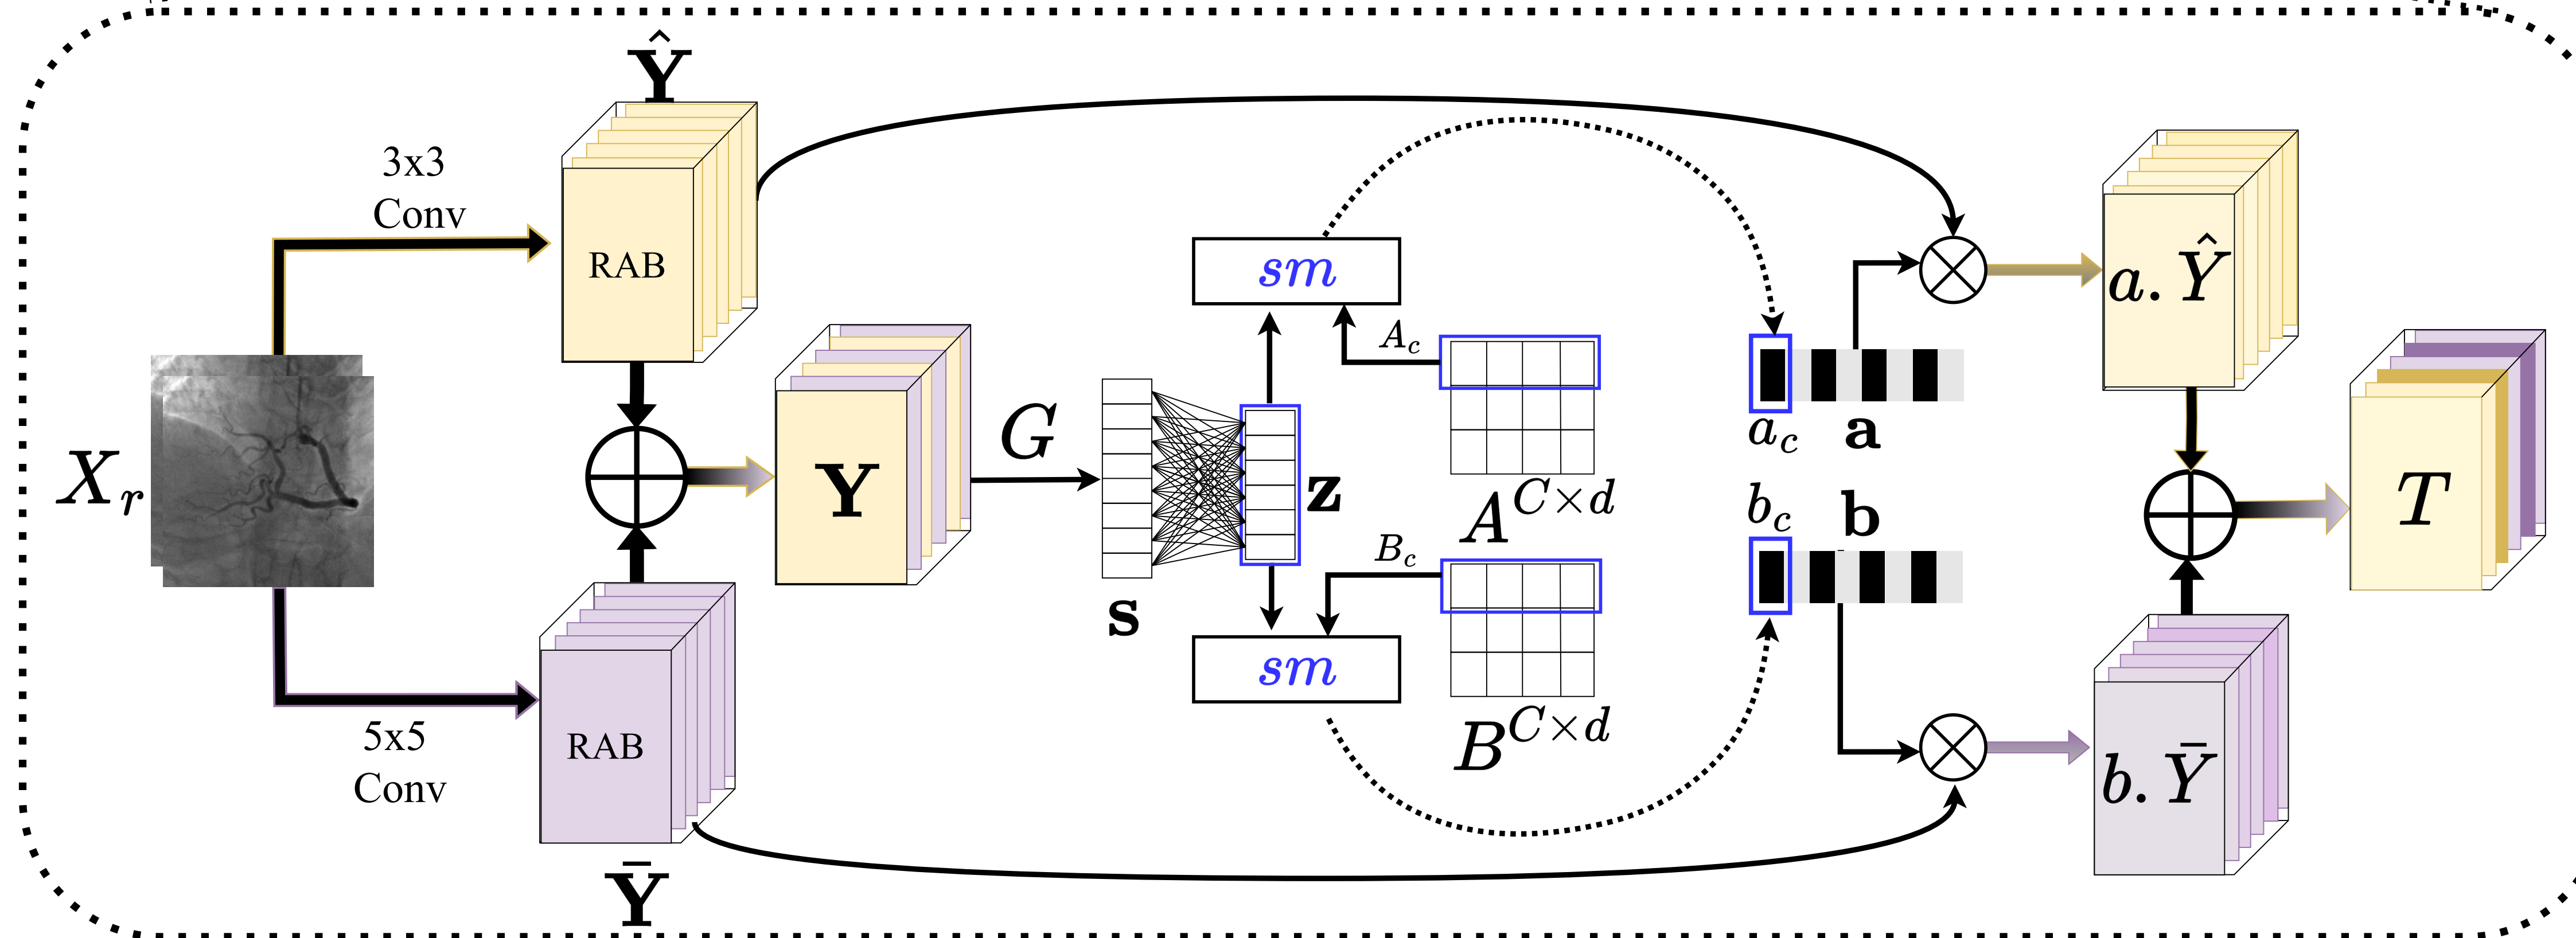 Ŷ
3x3
Conv
RAB
X_r
5x5
Conv
RAB
Ȳ
Y
G
s
z
sm
sm
A_c
A^{C×d}
B_c
B^{C×d}
a_c
a
b_c
b
a.Ŷ
b.Ȳ
T